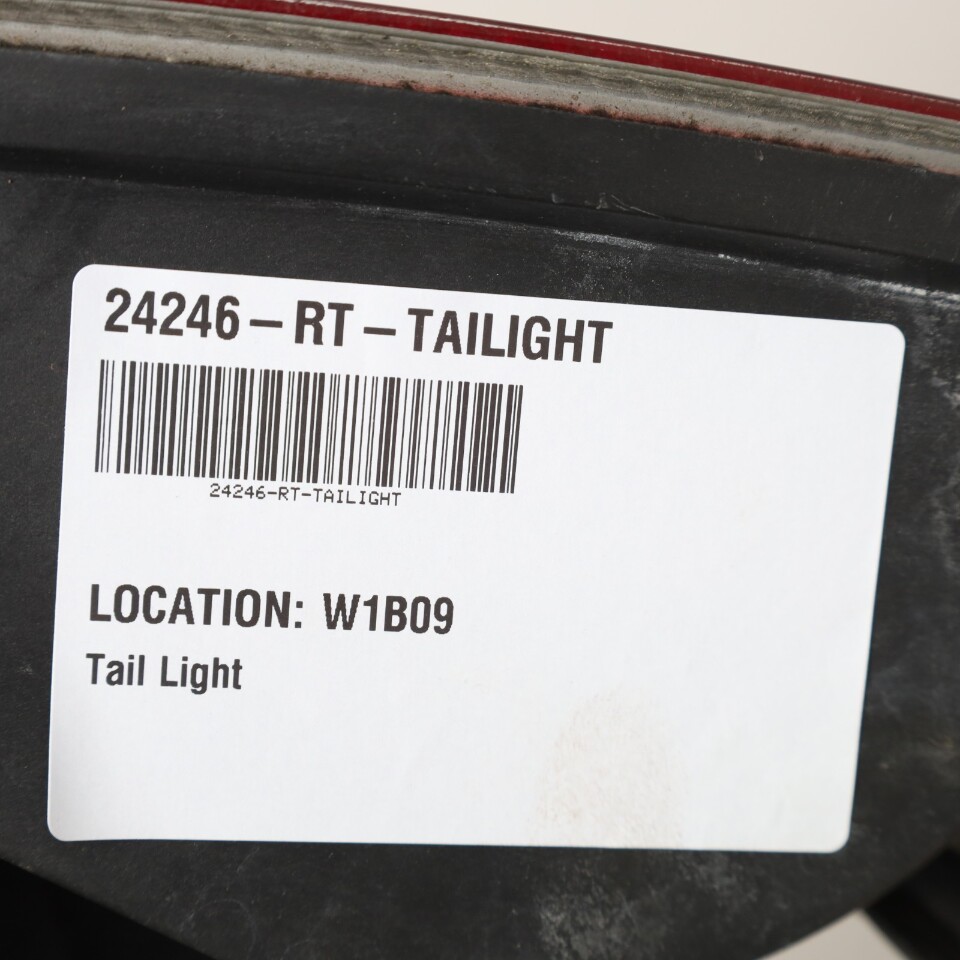 24246-RT-TAILIGHT
24246-RT-TAILIGHT
LOCATION: W1B09
Tail Light